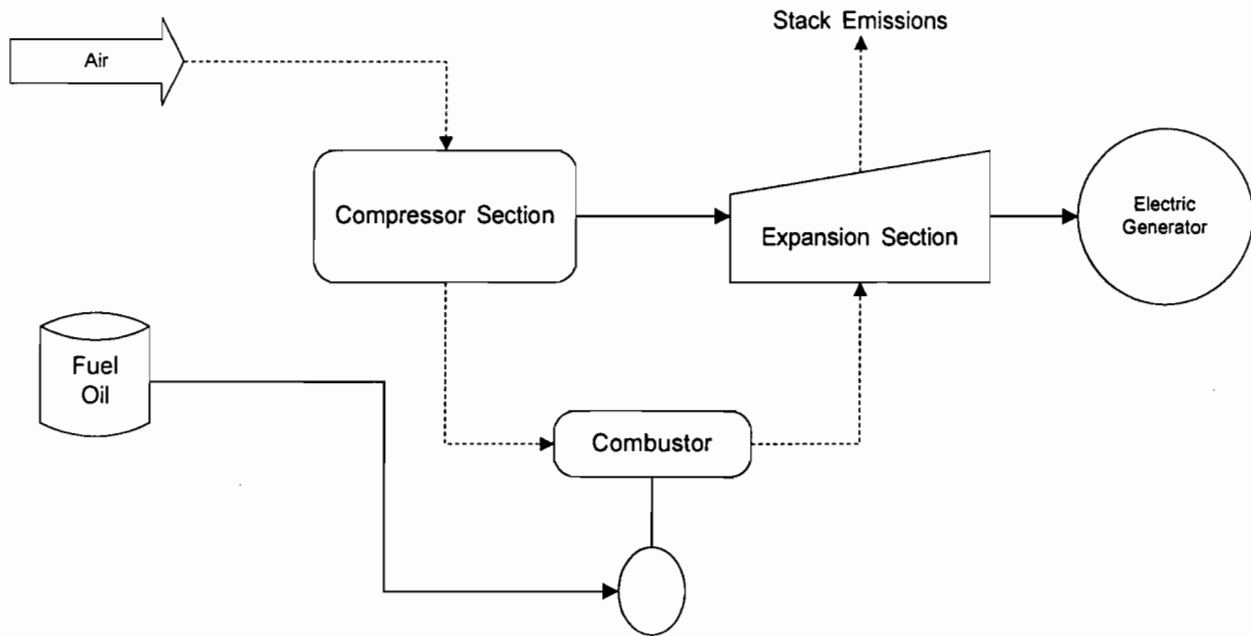 Stack Emissions
Air
Compressor Section
Expansion Section
Electric
Generator
Fuel
Oil
Combustor